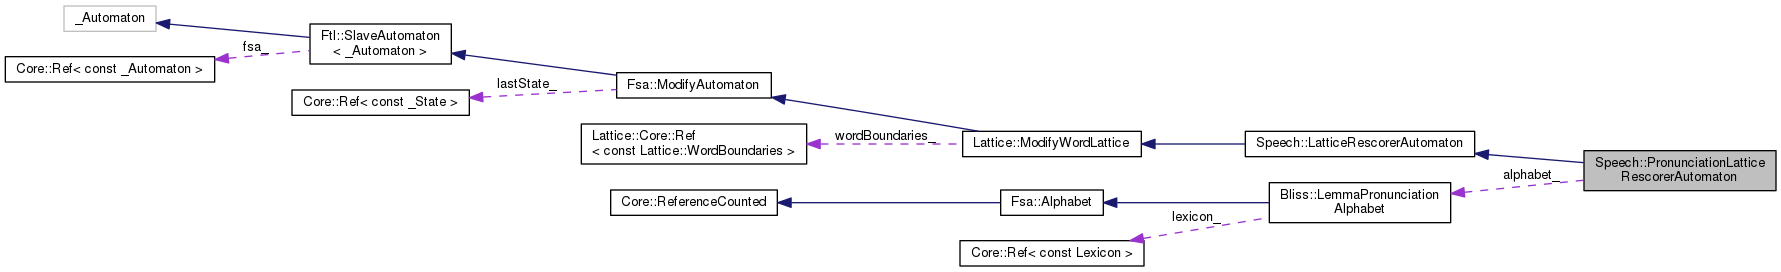 _Automaton
Ftl::SlaveAutomaton
< _Automaton >
fsa_
Core::Ref< const _Automaton >
lastState_
Fsa::ModifyAutomaton
Core::Ref< const _State >
Lattice::Core::Ref
< const Lattice::WordBoundaries >
wordBoundaries_
Lattice::ModifyWordLattice
Speech::LatticeRescorerAutomaton
Speech::PronunciationLattice
RescorerAutomaton
alphabet_
Core::ReferenceCounted
Fsa::Alphabet
Bliss::LemmaPronunciation
Alphabet
lexicon_
Core::Ref< const Lexicon >